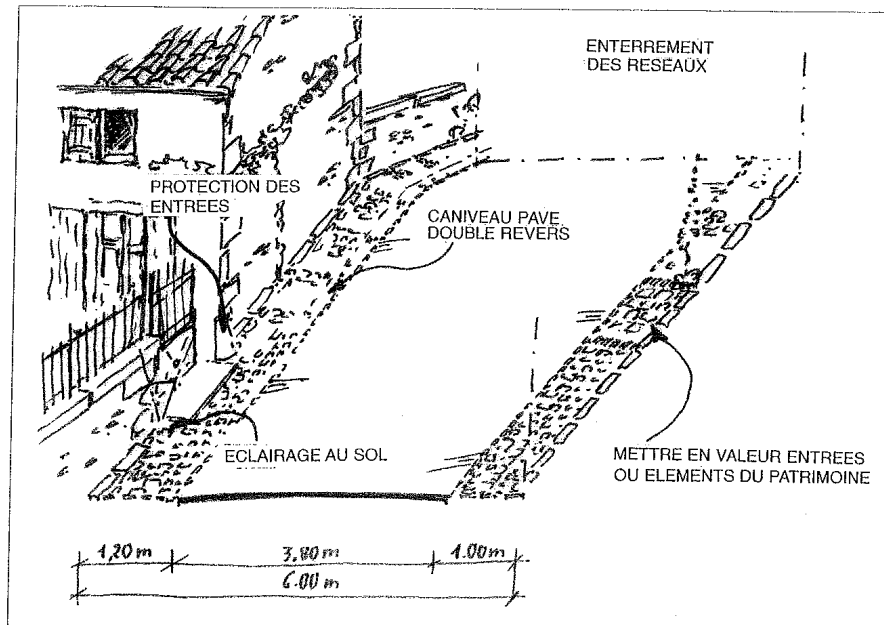 ENTERREMENT
DES RESEAUX
PROTECTION DES
ENTREES
CANIVEAU PAVE
DOUBLE REVERS
ECLAIRAGE AU SOL
METTRE EN VALEUR ENTREES
OU ELEMENTS DU PATRIMOINE
1,20 m 3,80 m 1.00 m
6.00 m